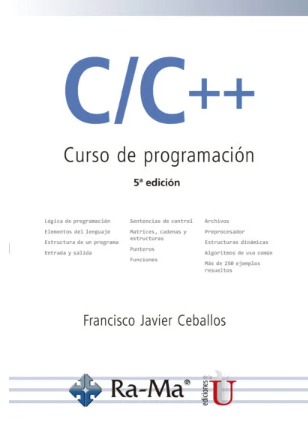 C/C++
Curso de programación
5ª edición
Lógica de programación
Elementos del lenguaje
Estructura de un programa
Entrada y salida
Sentencias de control
Matrices, cadenas y
estructuras
Punteros
Funciones
Archivos
Preprocesador
Estructuras dinámicas
Algoritmos de uso común
Más de 250 ejemplos
resueltos
Francisco Javier Ceballos
Ra-Ma®
ediciones
U